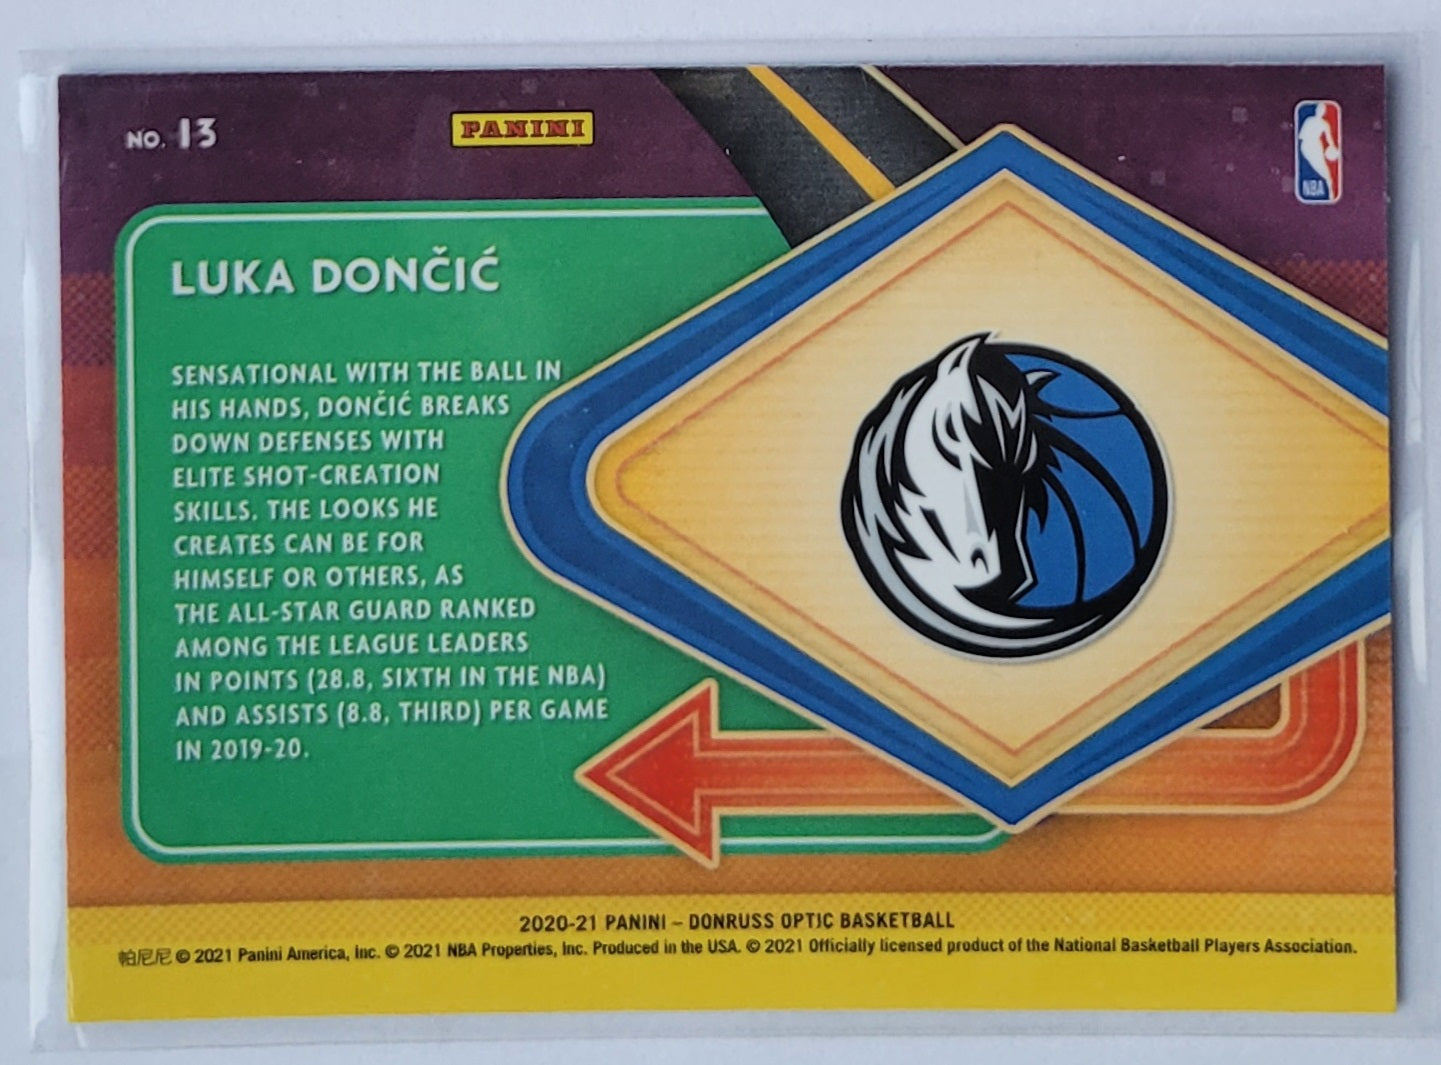 NO. 13
PANINI
NBA
LUKA DONČIĆ
SENSATIONAL WITH THE BALL IN
HIS HANDS, DONČIĆ BREAKS
DOWN DEFENSES WITH
ELITE SHOT-CREATION
SKILLS. THE LOOKS HE
CREATES CAN BE FOR
HIMSELF OR OTHERS, AS
THE ALL-STAR GUARD RANKED
AMONG THE LEAGUE LEADERS
IN POINTS (28.8, SIXTH IN THE NBA)
AND ASSISTS (8.8, THIRD) PER GAME
IN 2019-20.
2020-21 PANINI – DONRUSS OPTIC BASKETBALL
帕尼尼 © 2021 Panini America, Inc. © 2021 NBA Properties, Inc. Produced in the USA. © 2021 Officially licensed product of the National Basketball Players Association.